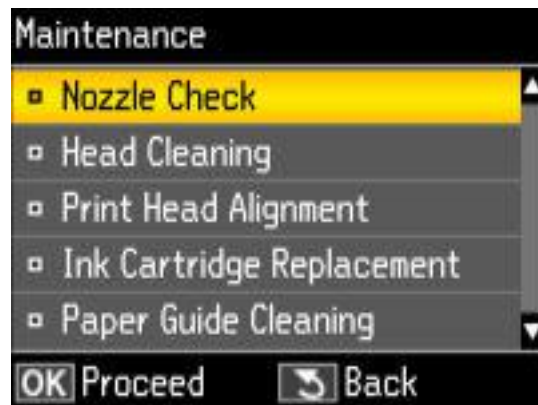 Maintenance
Nozzle Check
Head Cleaning
Print Head Alignment
Ink Cartridge Replacement
Paper Guide Cleaning
OK Proceed Back